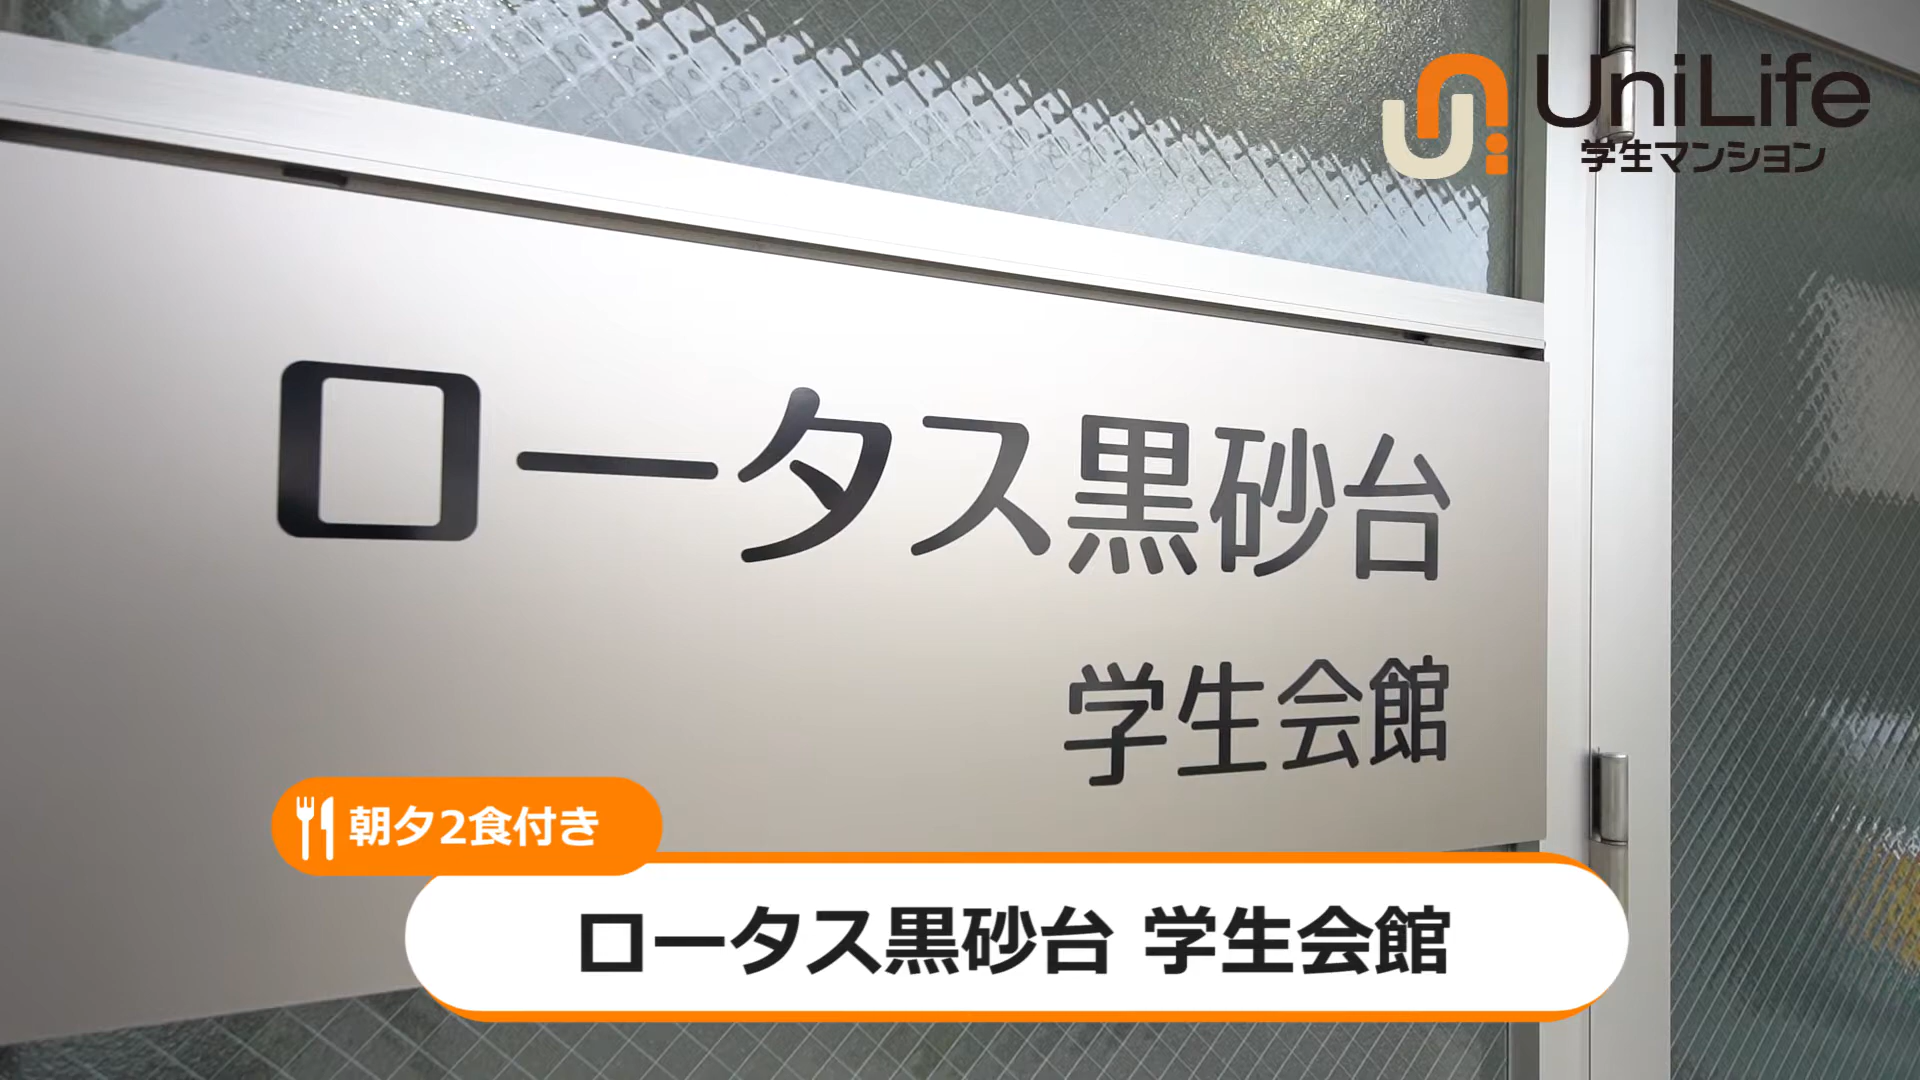 UniLife
学生マンション
ロータス黒砂台
学生会館
朝夕2食付き
ロータス黒砂台 学生会館